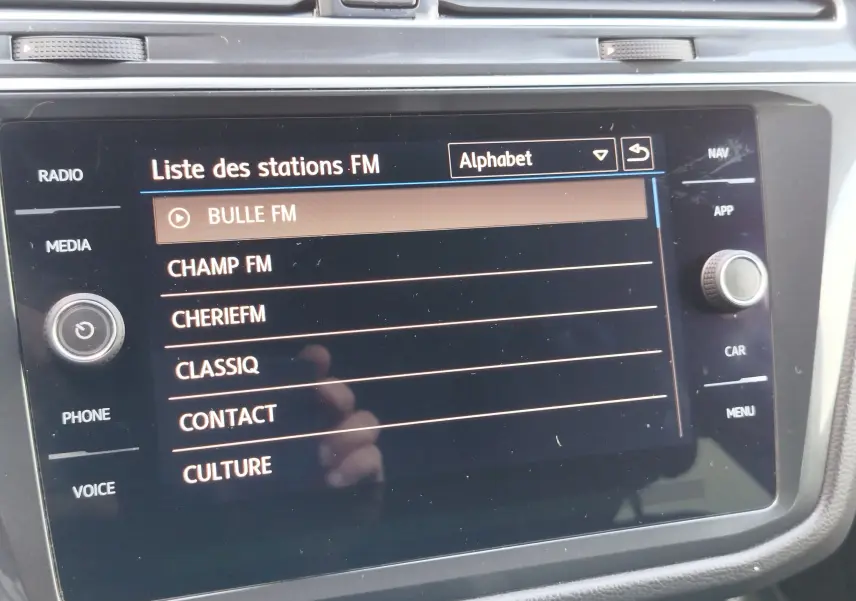 RADIO
MEDIA
PHONE
VOICE
Liste des stations FM
Alphabet
BULLE FM
CHAMP FM
CHERIEFM
CLASSIQ
CONTACT
CULTURE
NAV
APP
CAR
MENU